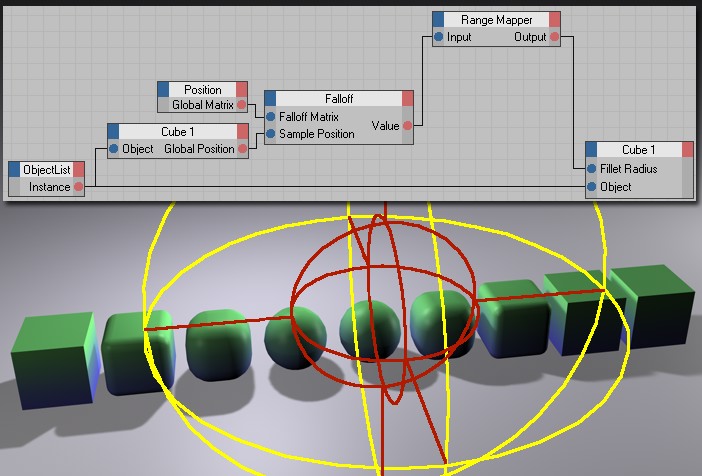 Range Mapper
Input Output
Position
Global Matrix
Falloff
Falloff Matrix
Sample Position
Value
Cube 1
Object Global Position
Cube 1
Fillet Radius
Object
ObjectList
Instance